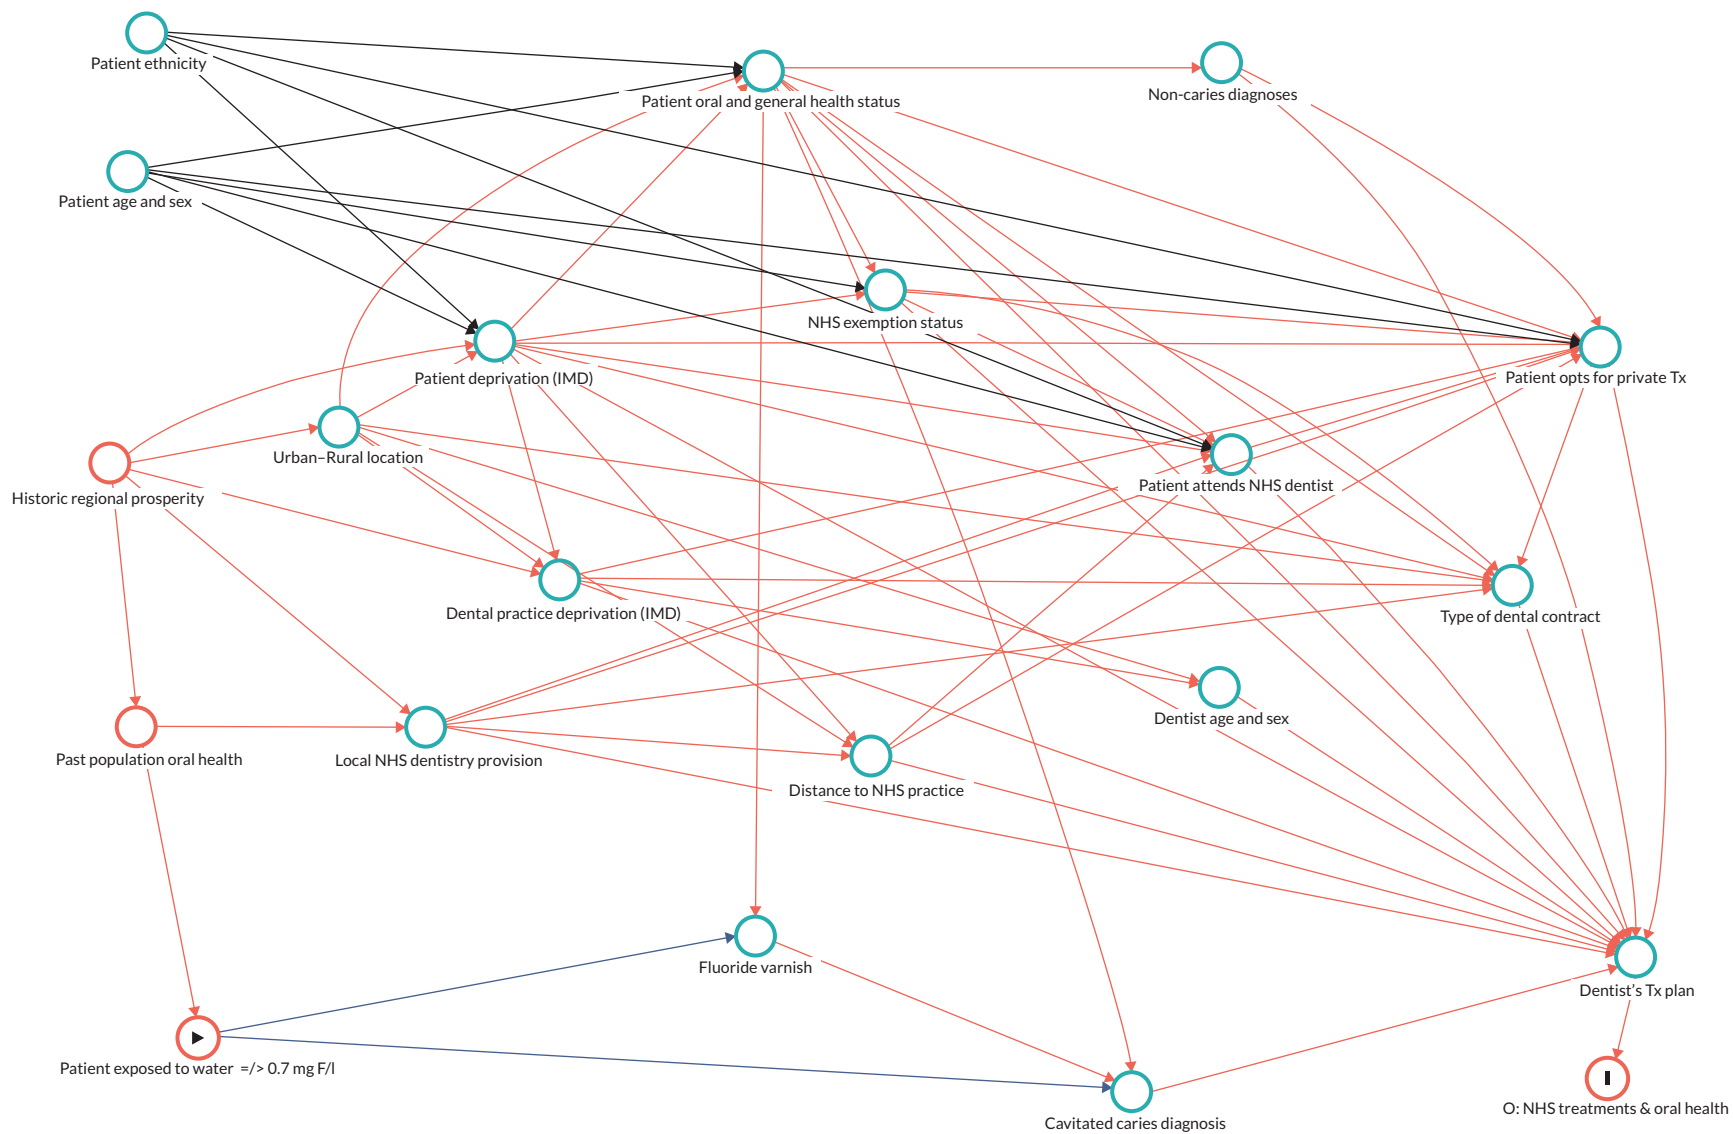 Patient ethnicity
Patient oral and general health status
Non-caries diagnoses
Patient age and sex
NHS exemption status
Patient deprivation (IMD)
Patient opts for private Tx
Urban–Rural location
Historic regional prosperity
Patient attends NHS dentist
Dental practice deprivation (IMD)
Type of dental contract
Dentist age and sex
Past population oral health
Local NHS dentistry provision
Distance to NHS practice
Fluoride varnish
Dentist's Tx plan
Patient exposed to water =/> 0.7 mg F/l
O: NHS treatments & oral health
Cavitated caries diagnosis